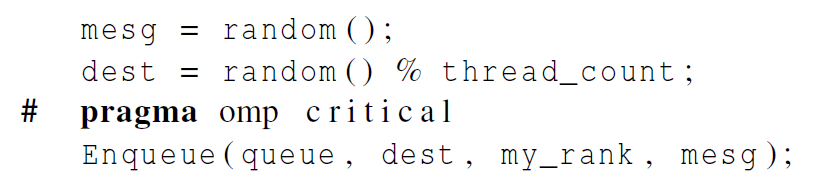 mesg = random();
dest = random() % thread_count;
# pragma omp critical
Enqueue(queue, dest, my_rank, mesg);